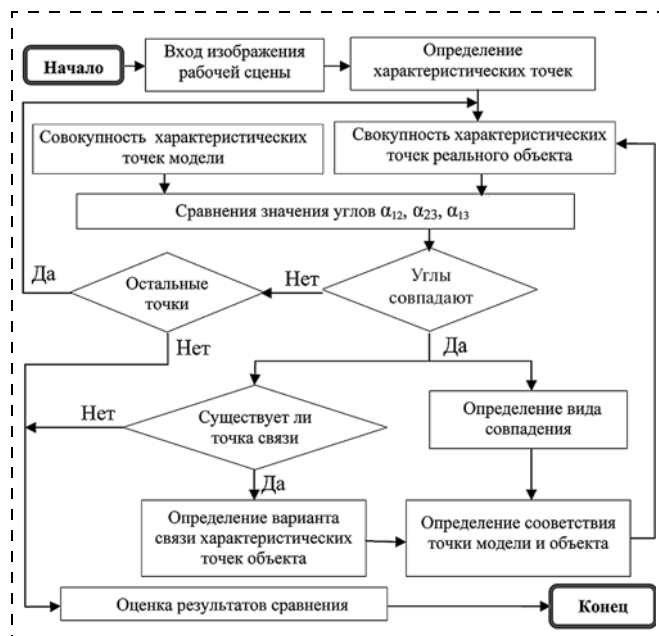 Начало
Вход изображения
рабочей сцены
Определение
характеристических точек
Совокупность характеристических
точек модели
Свокупность характеристических
точек реального объекта
Сравнения значения углов α₁₂, α₂₃, α₁₃
Да
Остальные
точки
Нет
Углы
совпадают
Нет
Да
Нет
Существует ли
точка связи
Определение вида
совпадения
Да
Определение варианта
связи характеристических
точек объекта
Определение сооветствия
точки модели и объекта
Оценка результатов сравнения
Конец